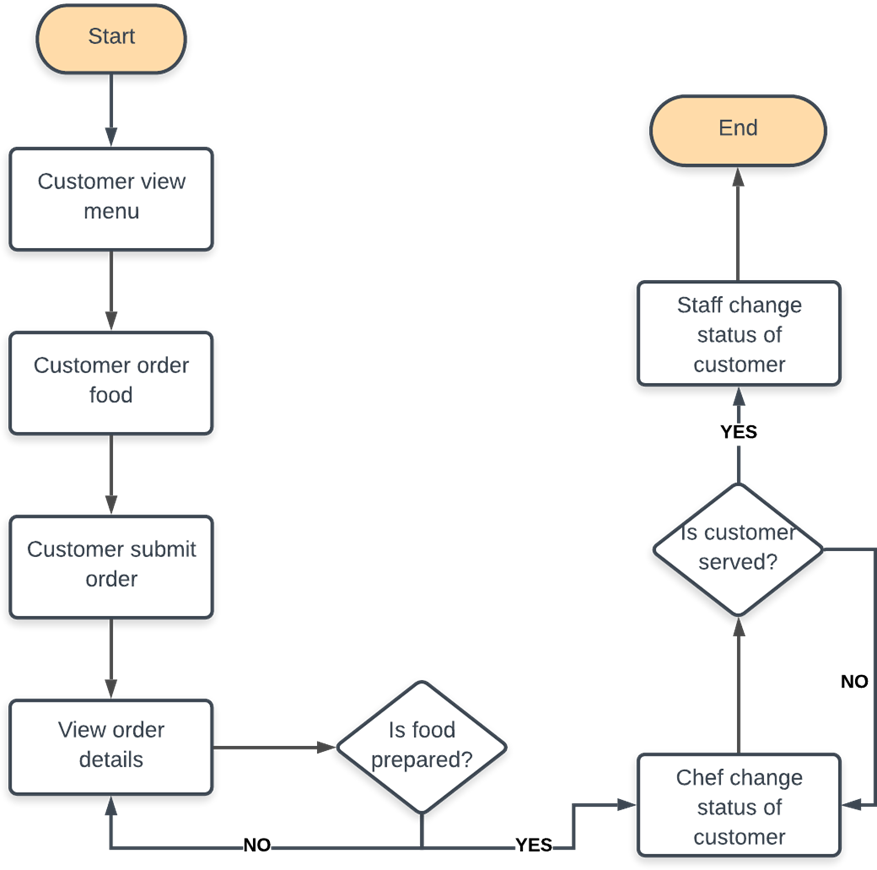 Start
Customer view
menu
Customer order
food
Customer submit
order
View order
details
Is food
prepared?
NO
YES
Chef change
status of
customer
NO
Is customer
served?
YES
Staff change
status of
customer
End